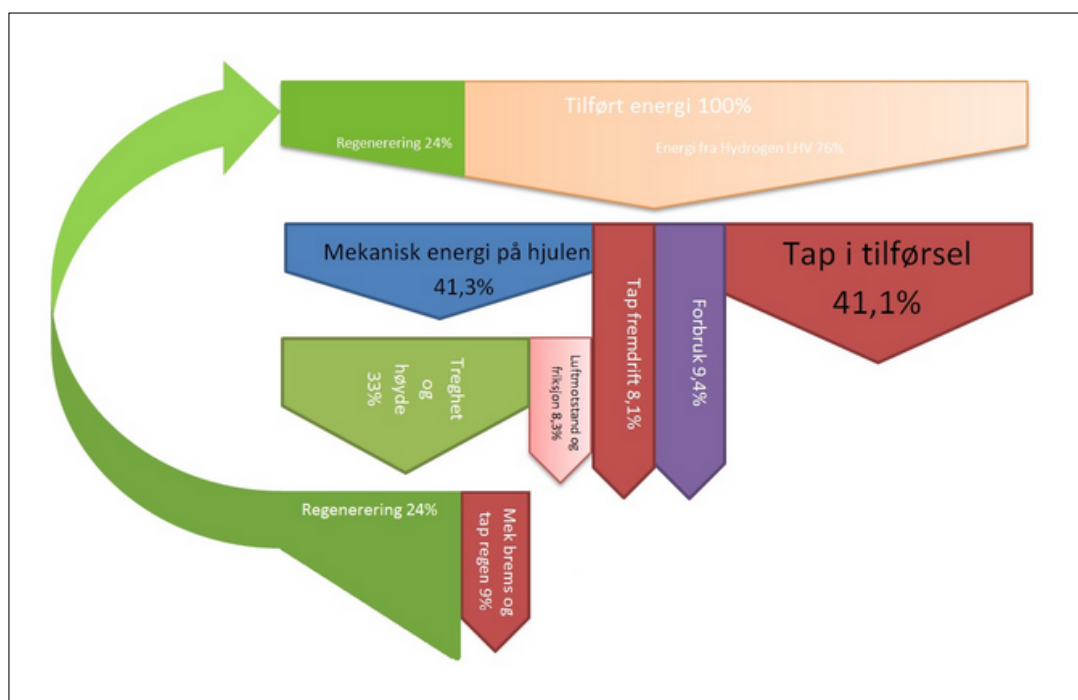 Tilført energi 100%
Regenerering 24%
Energi fra Hydrogen LHV 76%
Mekanisk energi på hjulen
41,3%
Tap fremdrift 8,1%
Forbruk 9,4%
Tap i tilførsel
41,1%
Treghet
og
høyde
33%
Luftmotstand og
friksjon 8,3%
Regenerering 24%
Mek brems og
tap regen 9%